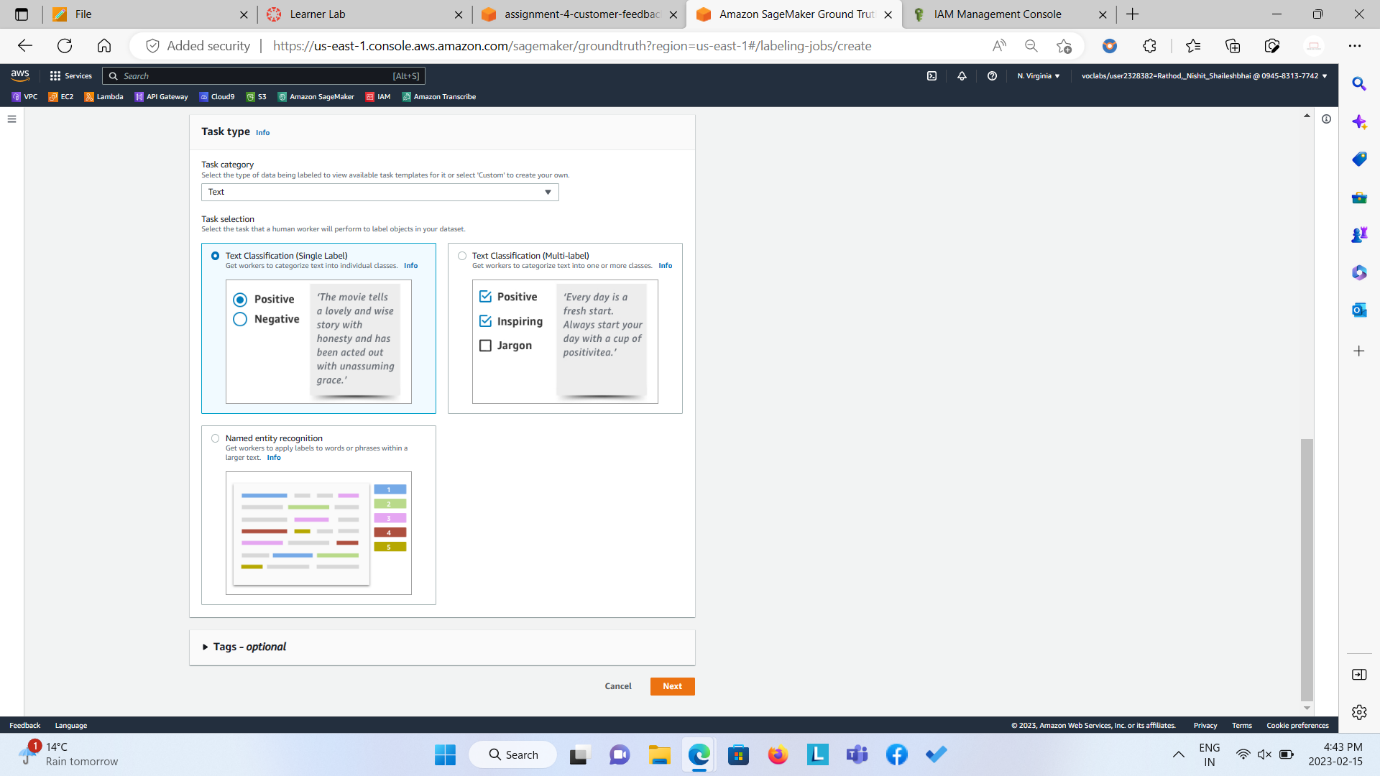 File
Learner Lab
assignment-4-customer-feedbac
Amazon SageMaker Ground Trut
IAM Management Console
Added security
https://us-east-1.console.aws.amazon.com/sagemaker/groundtruth?region=us-east-1#/labeling-jobs/create
aws
Services
Search
[Alt+S]
N. Virginia
voclabs/user2328382=Rathod,_Nishit_Shaileshbhai @ 0945-8313-7742
VPC
EC2
Lambda
API Gateway
Cloud9
S3
Amazon SageMaker
IAM
Amazon Transcribe
Task type Info
Task category
Select the type of data being labeled to view available task templates for it or select 'Custom' to create your own.
Text
Task selection
Select the task that a human worker will perform to label objects in your dataset.
Text Classification (Single Label)
Get workers to categorize text into individual classes. Info
Positive
Negative
'The movie tells
a lovely and wise
story with
honesty and has
been acted out
with unassuming
grace.'
Text Classification (Multi-label)
Get workers to categorize text into one or more classes. Info
Positive
Inspiring
Jargon
'Every day is a
fresh start.
Always start your
day with a cup of
positivitea.'
Named entity recognition
Get workers to apply labels to words or phrases within a
larger text. Info
1
2
3
4
5
Tags - optional
Cancel
Next
Feedback
Language
© 2023, Amazon Web Services, Inc. or its affiliates.
Privacy
Terms
Cookie preferences
1
14°C
Rain tomorrow
Search
ENG
IN
4:43 PM
2023-02-15